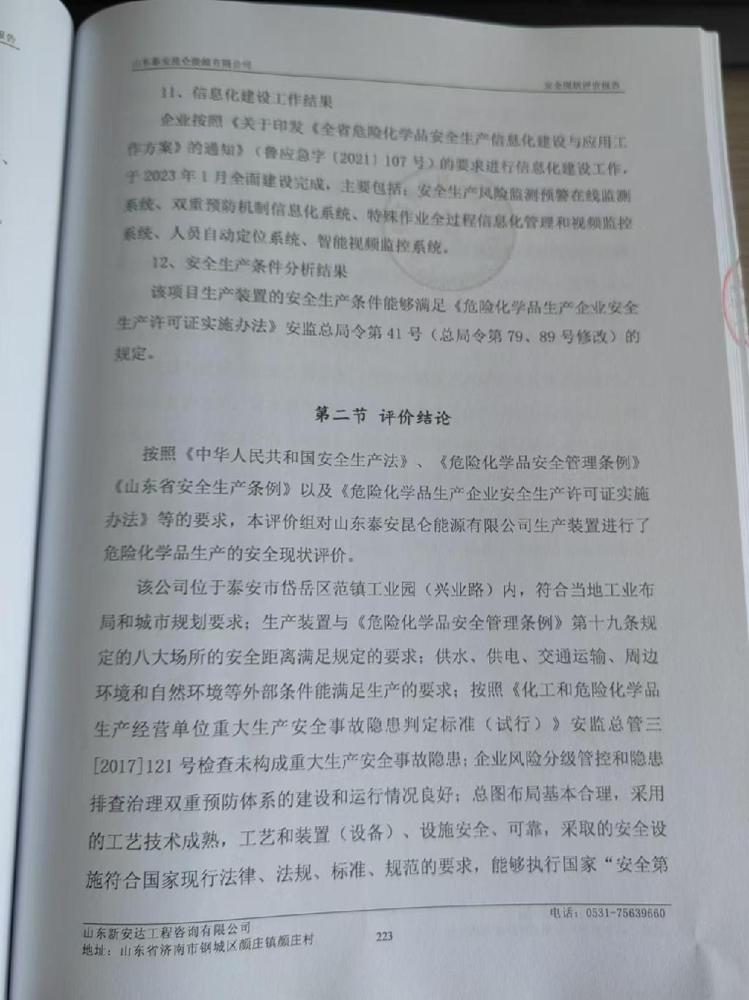 报告
山东泰安昆仑能源有限公司
安全现状评价报告
11、信息化建设工作结果
企业按照《关于印发《全省危险化学品安全生产信息化建设与应用工
作方案》的通知》（鲁应急字〔2021〕107 号）的要求进行信息化建设工作，
于 2023 年 1 月全面建设完成，主要包括：安全生产风险监测预警在线监测
系统、双重预防机制信息化系统、特殊作业全过程信息化管理和视频监控
系统、人员自动定位系统、智能视频监控系统。
12、安全生产条件分析结果
该项目生产装置的安全生产条件能够满足《危险化学品生产企业安全
生产许可证实施办法》安监总局令第 41 号（总局令第 79、89 号修改）的
规定。
第二节 评价结论
按照《中华人民共和国安全生产法》、《危险化学品安全管理条例》
《山东省安全生产条例》以及《危险化学品生产企业安全生产许可证实施
办法》等的要求，本评价组对山东泰安昆仑能源有限公司生产装置进行了
危险化学品生产的安全现状评价。
该公司位于泰安市岱岳区范镇工业园（兴业路）内，符合当地工业布
局和城市规划要求；生产装置与《危险化学品安全管理条例》第十九条规
定的八大场所的安全距离满足规定的要求；供水、供电、交通运输、周边
环境和自然环境等外部条件能满足生产的要求；按照《化工和危险化学品
生产经营单位重大生产安全事故隐患判定标准（试行）》安监总管三
[2017]121 号检查未构成重大生产安全事故隐患；企业风险分级管控和隐患
排查治理双重预防体系的建设和运行情况良好；总图布局基本合理，采用
的工艺技术成熟，工艺和装置（设备）、设施安全、可靠，采取的安全设
施符合国家现行法律、法规、标准、规范的要求，能够执行国家“安全第
山东新安达工程咨询有限公司
电话：0531-75639660
地址：山东省济南市钢城区颜庄镇颜庄村
223